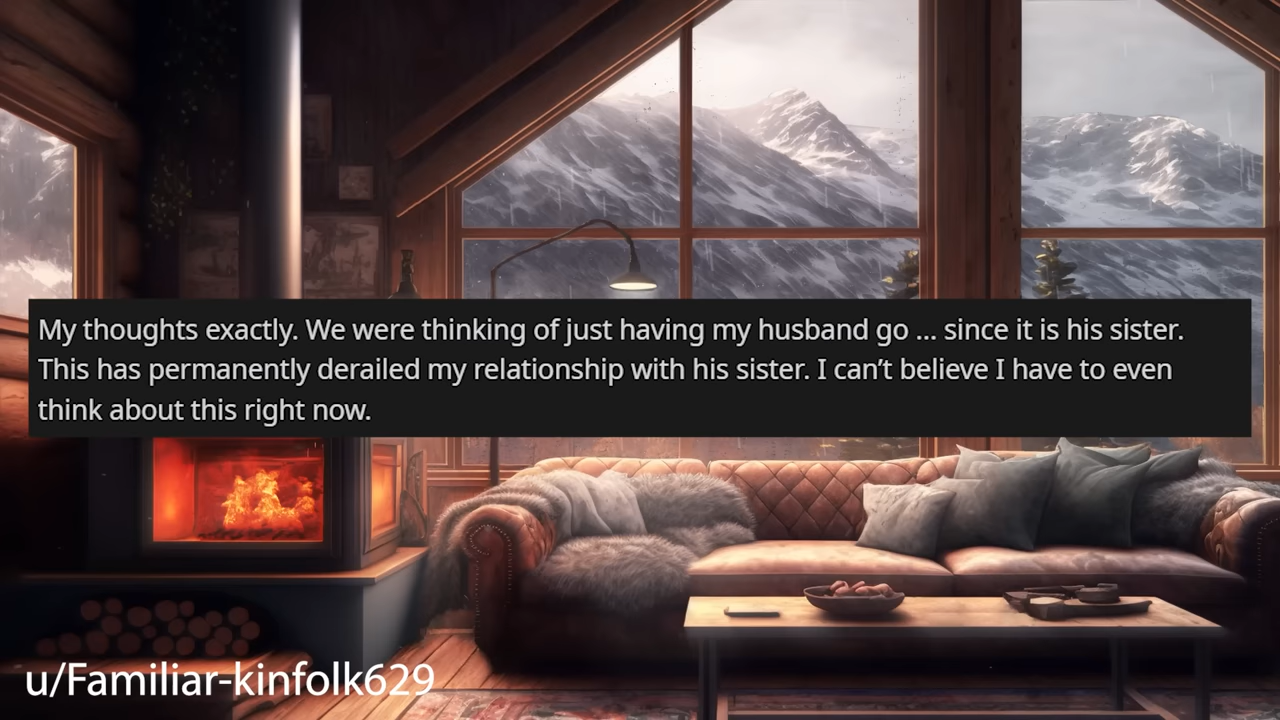 My thoughts exactly. We were thinking of just having my husband go ... since it is his sister.
This has permanently derailed my relationship with his sister. I can’t believe I have to even
think about this right now.
u/Familiar-kinfolk629